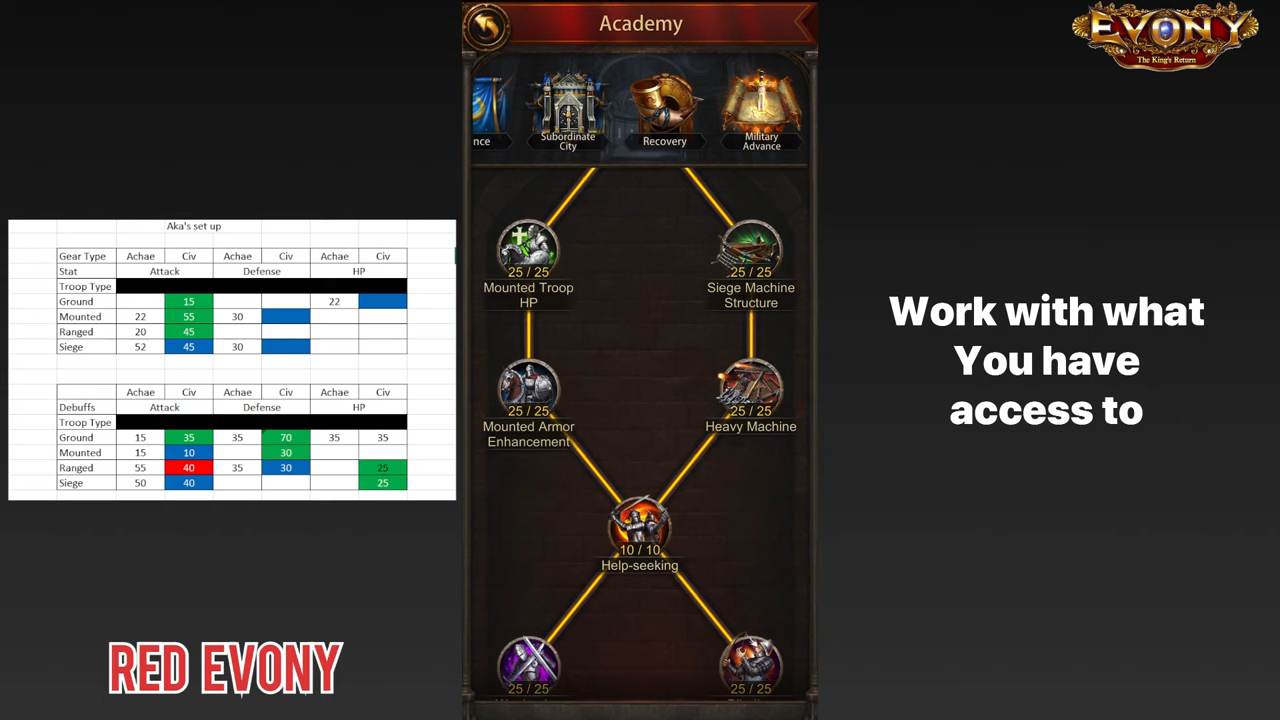 EVONY
The King's Return
Academy
nce
Subordinate
City
Recovery
Military
Advance
25 / 25
Mounted Troop
HP
25 / 25
Siege Machine
Structure
25 / 25
Mounted Armor
Enhancement
25 / 25
Heavy Machine
10 / 10
Help-seeking
25 / 25
25 / 25
Aka's set up
Gear Type Achae Civ Achae Civ Achae Civ
Stat Attack Defense HP
Troop Type
Ground 15 22
Mounted 22 55 30
Ranged 20 45
Siege 52 45 30
Achae Civ Achae Civ Achae Civ
Debuffs Attack Defense HP
Troop Type
Ground 15 35 35 70 35 35
Mounted 15 10 30
Ranged 55 40 35 30 25
Siege 50 40 25
RED EVONY
Work with what
You have
access to